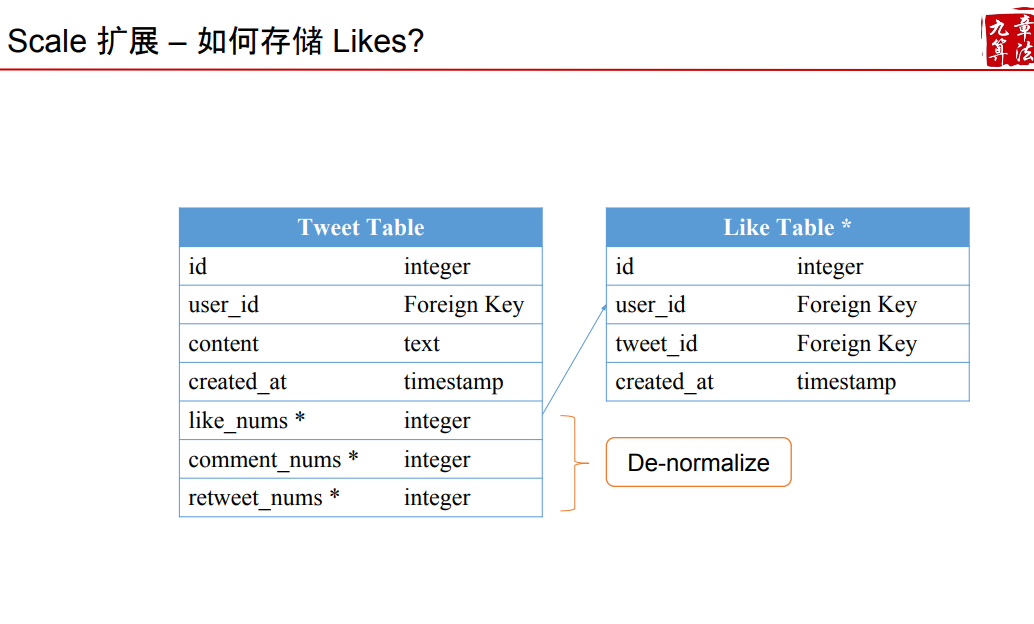 Scale 扩展 – 如何存储 Likes?
九章算法
Tweet Table
id integer
user_id Foreign Key
content text
created_at timestamp
like_nums * integer
comment_nums * integer
retweet_nums * integer
Like Table *
id integer
user_id Foreign Key
tweet_id Foreign Key
created_at timestamp
De-normalize